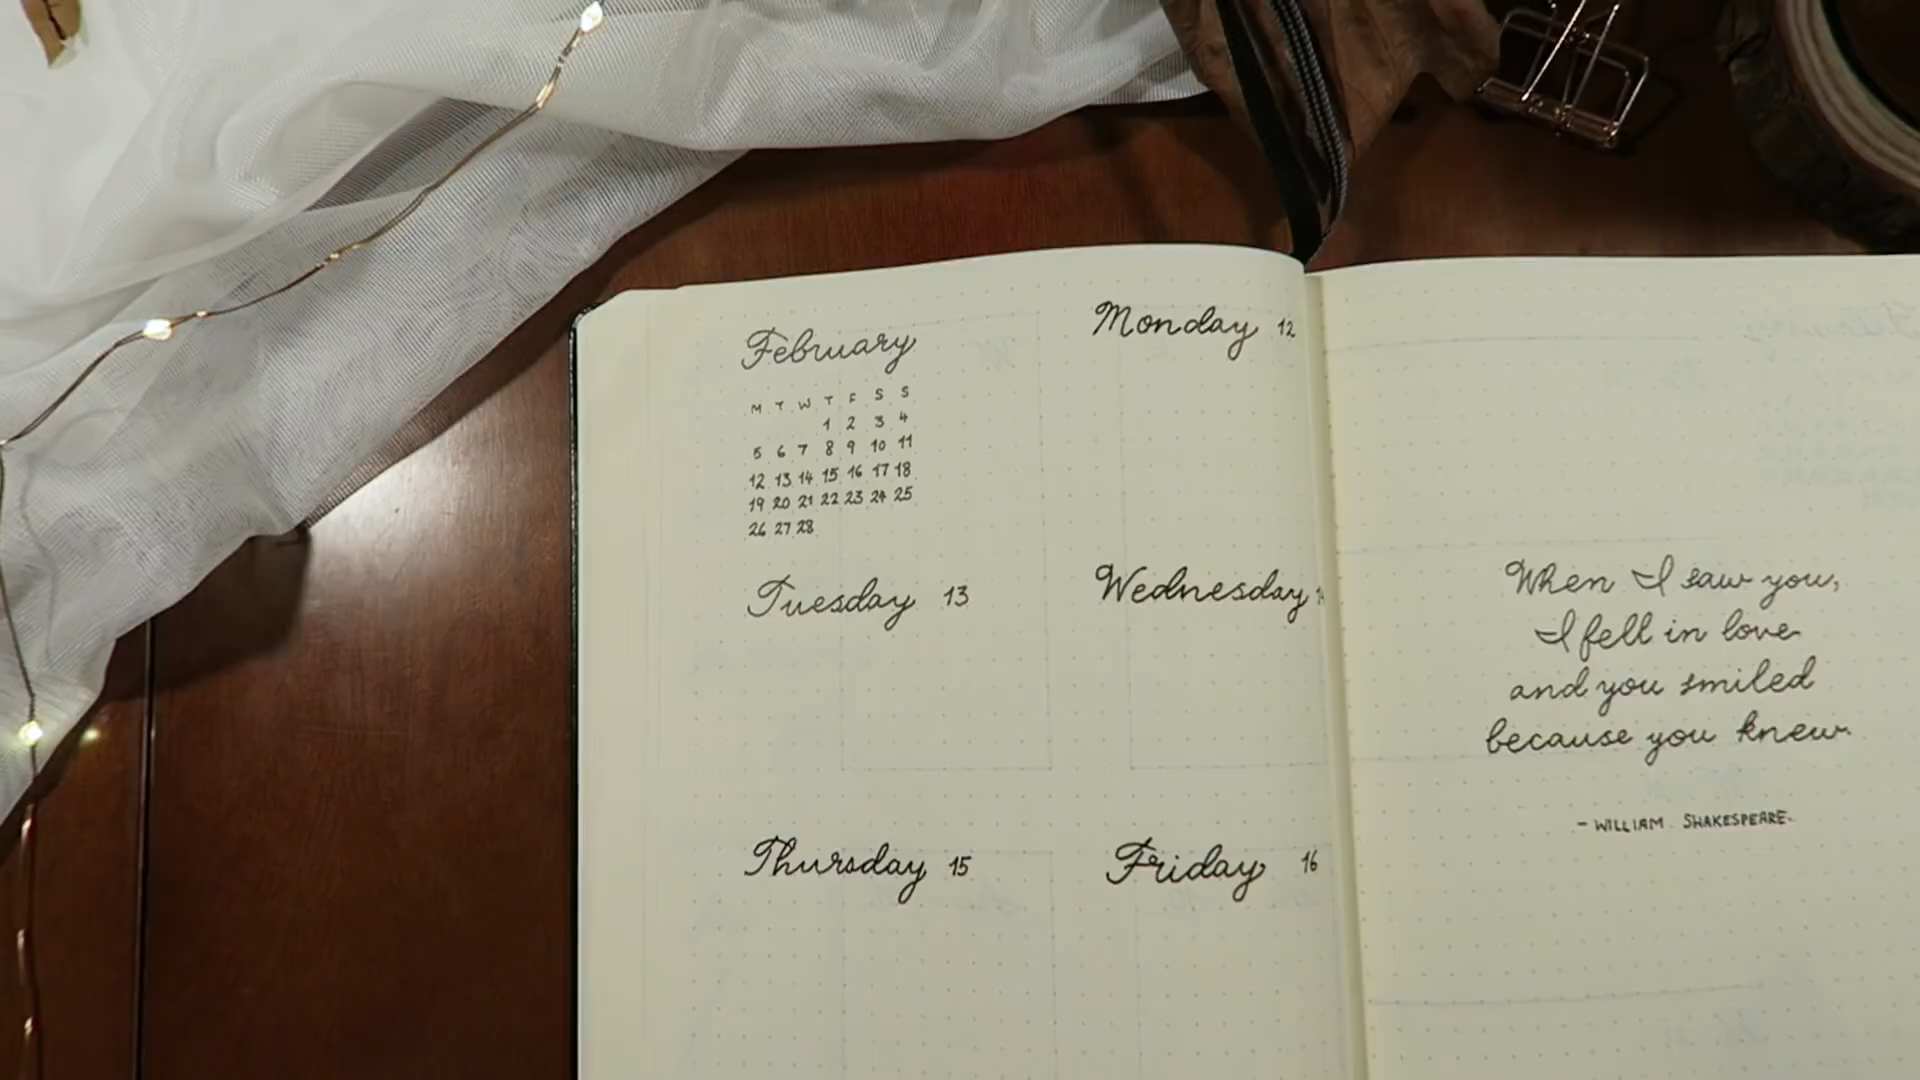 February
M T W T F S S
1 2 3 4
5 6 7 8 9 10 11
12 13 14 15 16 17 18
19 20 21 22 23 24 25
26 27 28
Monday 12
Tuesday 13
Wednesday
Thursday 15
Friday 16
When I saw you,
I fell in love
and you smiled
because you knew.
- WILLIAM SHAKESPEARE-